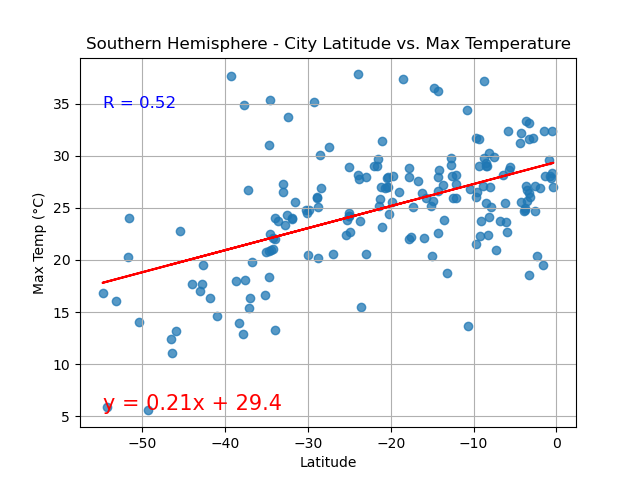 Southern Hemisphere - City Latitude vs. Max Temperature
R = 0.52
35
30
25
20
15
10
5
Max Temp (°C)
y = 0.21x + 29.4
−50 −40 −30 −20 −10 0
Latitude